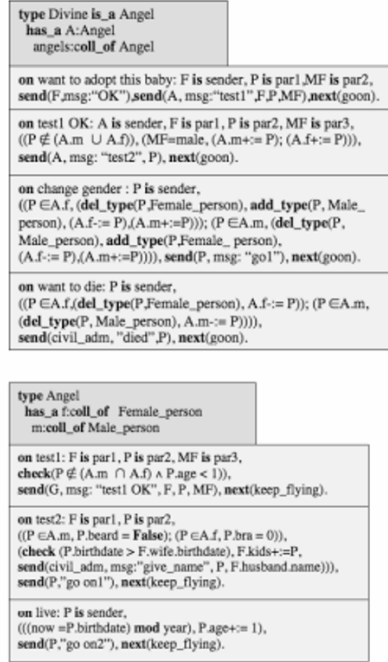 type Divine is_a Angel
has_a A:Angel
angels:coll_of Angel
on want to adopt this baby: F is sender, P is par1,MF is par2,
send(F,msg:“OK”),send(A, msg:“test1”,F,P,MF),next(goon).
on test1 OK: A is sender, F is par1, P is par2, MF is par3,
((P ∉ (A.m ∪ A.f)), (MF=male, (A.m+:= P); (A.f+:= P))),
send(A, msg: “test2”, P), next(goon).
on change gender : P is sender,
((P ∈A.f, (del_type(P,Female_person), add_type(P, Male_
person), (A.f-:= P),(A.m+:=P))); (P ∈A.m, (del_type(P,
Male_person), add_type(P,Female_ person),
(A.f-:= P),(A.m+:=P)))), send(P, msg: “go1”), next(goon).
on want to die: P is sender,
((P ∈A.f,(del_type(P,Female_person), A.f-:= P)); (P ∈A.m,
(del_type(P, Male_person), A.m-:= P)))),
send(civil_adm, ”died”,P), next(goon).
type Angel
has_a f:coll_of Female_person
m:coll_of Male_person
on test1: F is par1, P is par2, MF is par3,
check(P ∉ (A.m ∩ A.f) ∧ P.age < 1)),
send(G, msg: “test1 OK”, F, P, MF), next(keep_flying).
on test2: F is par1, P is par2,
((P ∈A.m, P.beard = False); (P ∈A.f, P.bra = 0)),
(check (P.birthdate > F.wife.birthdate), F.kids+:=P,
send(civil_adm, msg:”give_name”, P, F.husband.name))),
send(P,”go on1”), next(keep_flying).
on live: P is sender,
(((now =P.birthdate) mod year), P.age+:= 1),
send(P,”go on2”), next(keep_flying).